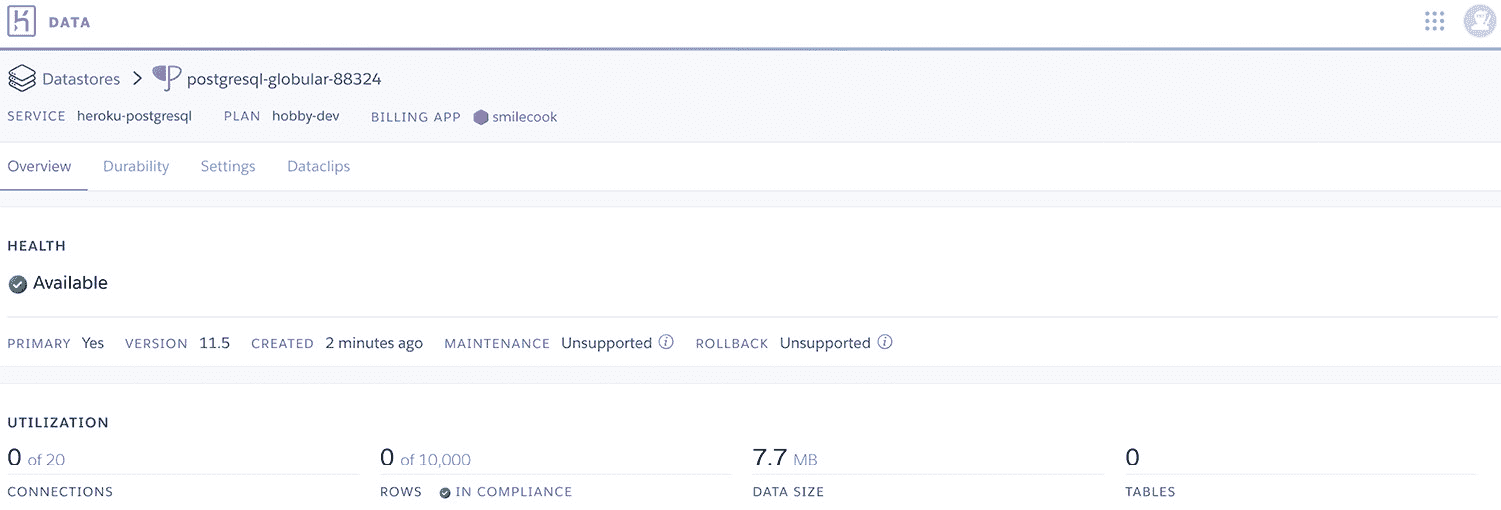 DATA
Datastores > postgresql-globular-88324
SERVICE heroku-postgresql PLAN hobby-dev BILLING APP smilecook
Overview Durability Settings Dataclips
HEALTH
Available
PRIMARY Yes VERSION 11.5 CREATED 2 minutes ago MAINTENANCE Unsupported ROLLBACK Unsupported
UTILIZATION
0 of 20 0 of 10,000 7.7 MB 0
CONNECTIONS ROWS IN COMPLIANCE DATA SIZE TABLES